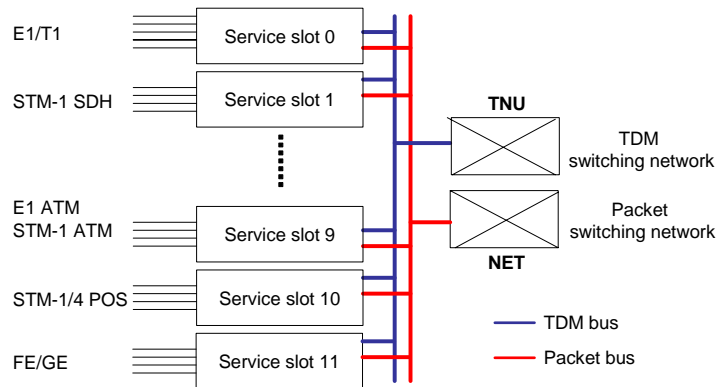 E1/T1
Service slot 0
STM-1 SDH
Service slot 1
TNU
TDM
switching network
E1 ATM
STM-1 ATM
Service slot 9
Packet
switching network
NET
STM-1/4 POS
Service slot 10
TDM bus
FE/GE
Service slot 11
Packet bus